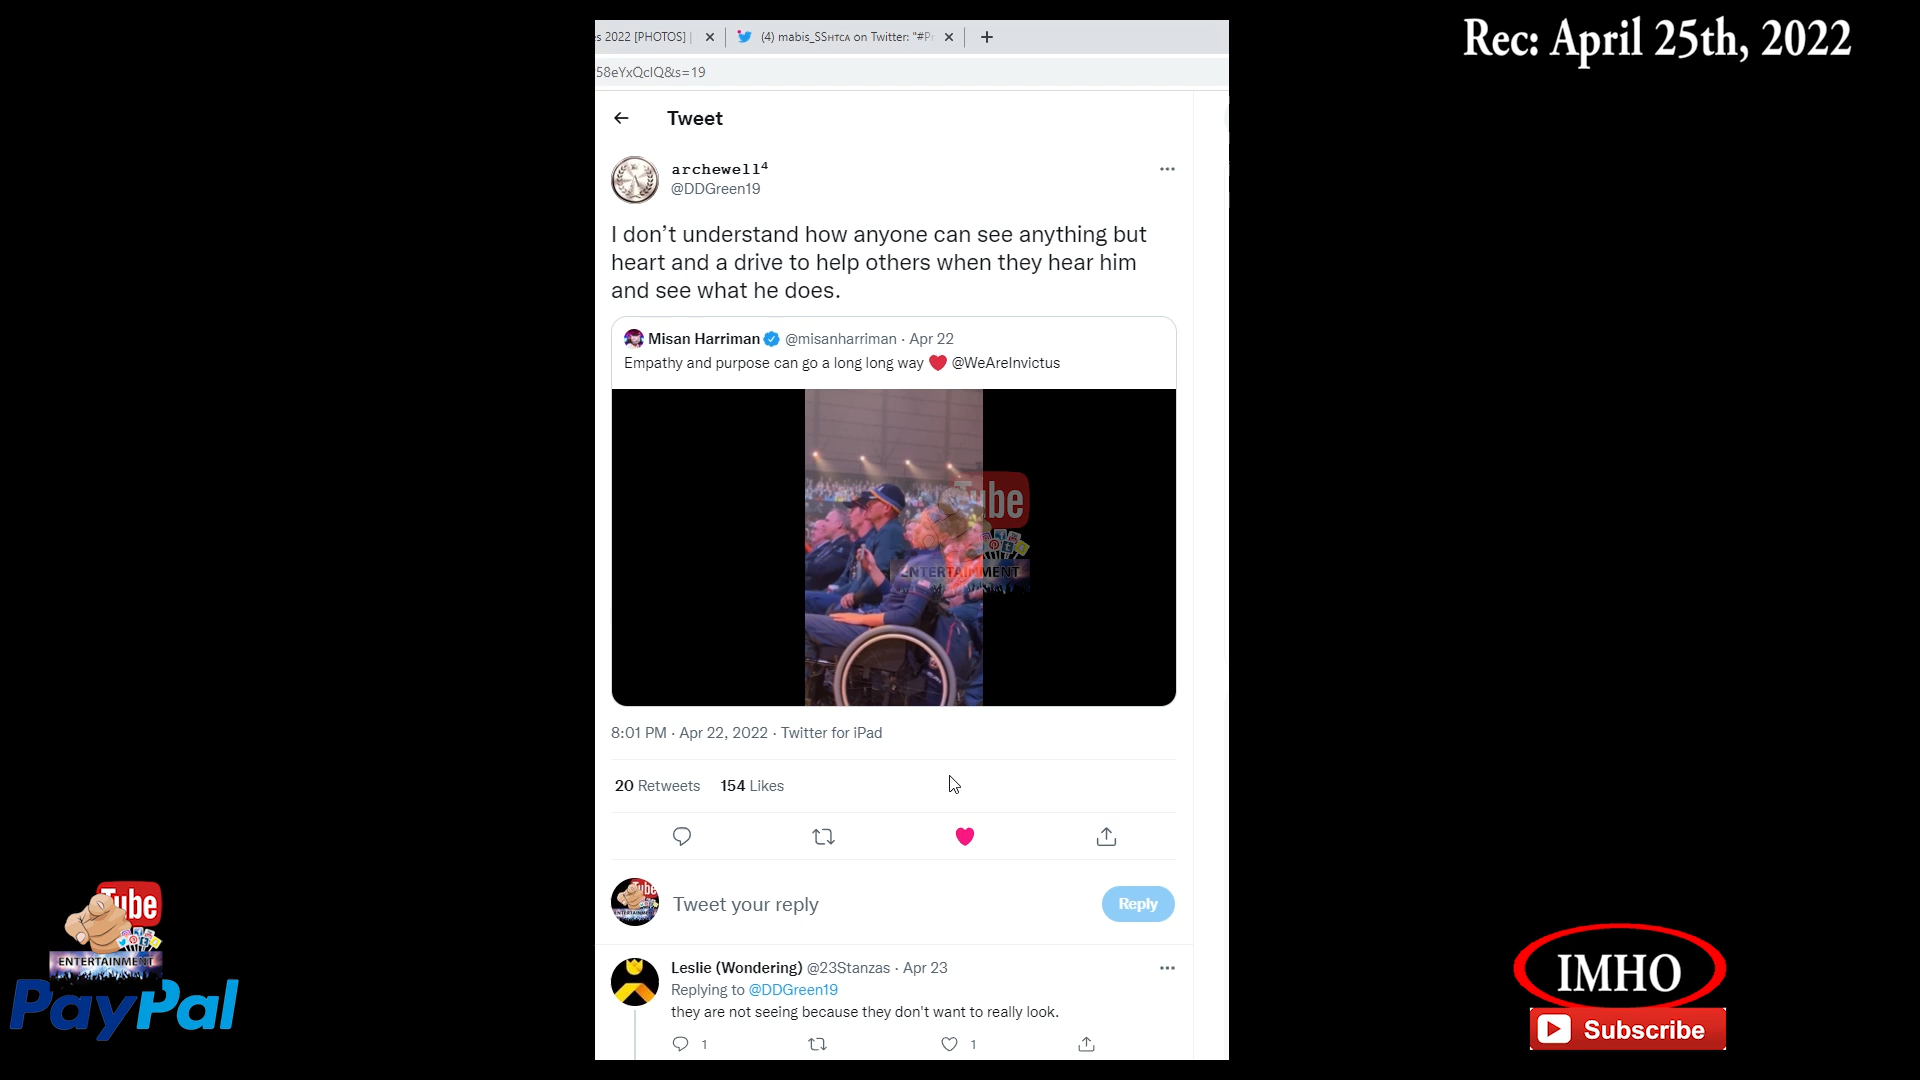 Rec: April 25th, 2022
s 2022 [PHOTOS] |
(4) mabis_SSHTCA on Twitter: "#Pr
58eYxQcIQ&s=19
Tweet
archewell⁴
@DDGreen19
I don't understand how anyone can see anything but
heart and a drive to help others when they hear him
and see what he does.
Misan Harriman @misanharriman · Apr 22
Empathy and purpose can go a long long way ❤️ @WeAreInvictus
Tube
ENTERTAINMENT
8:01 PM · Apr 22, 2022 · Twitter for iPad
20 Retweets 154 Likes
Tweet your reply
Reply
Leslie (Wondering) @23Stanzas · Apr 23
Replying to @DDGreen19
they are not seeing because they don't want to really look.
1 1
Tube
ENTERTAINMENT
PayPal
IMHO
Subscribe